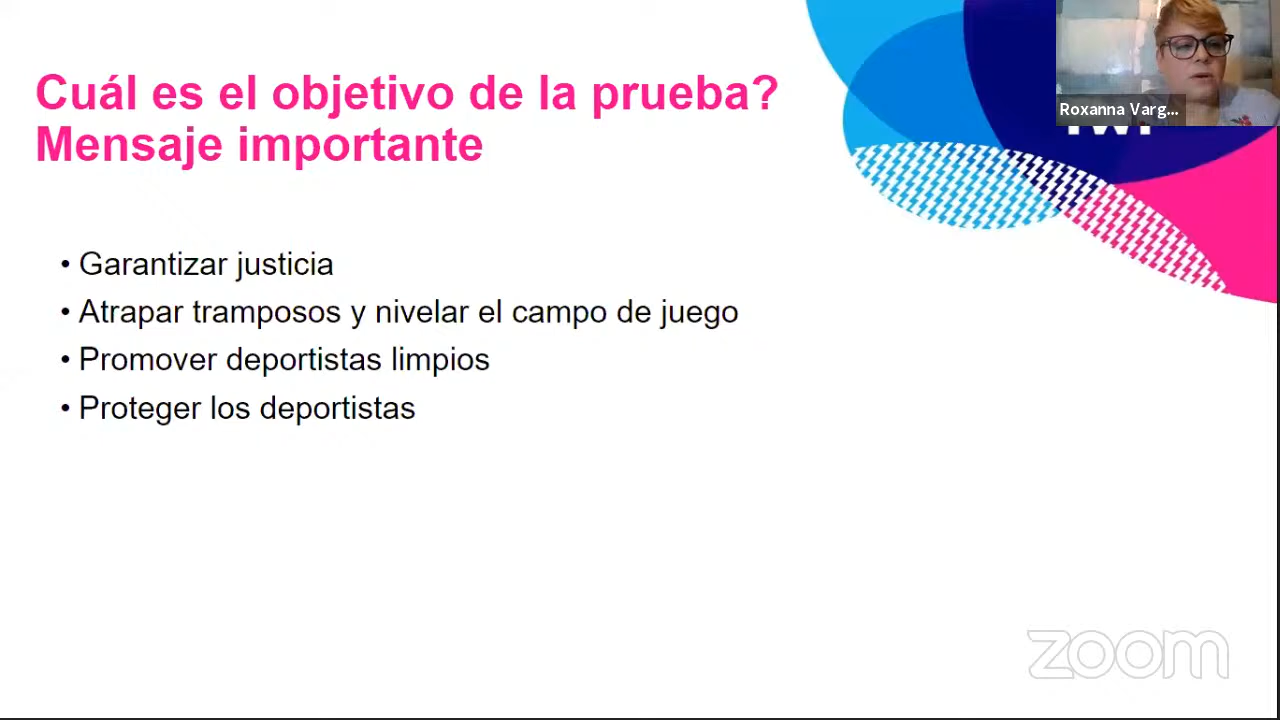 Cuál es el objetivo de la prueba?
Mensaje importante
Roxanna Varg...
• Garantizar justicia
• Atrapar tramposos y nivelar el campo de juego
• Promover deportistas limpios
• Proteger los deportistas
zoom